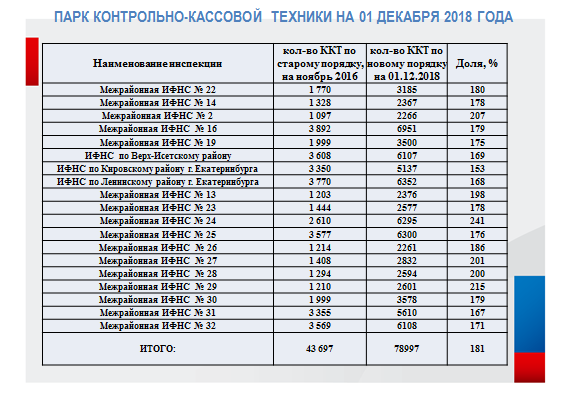 ПАРК КОНТРОЛЬНО-КАССОВОЙ ТЕХНИКИ НА 01 ДЕКАБРЯ 2018 ГОДА
Наименование инспекции кол-во ККТ по старому порядку, на ноябрь 2016 кол-во ККТ по новому порядку на 01.12.2018 Доля, %
Межрайонная ИФНС № 22 1 770 3185 180
Межрайонная ИФНС № 14 1 328 2367 178
Межрайонная ИФНС № 2 1 097 2266 207
Межрайонная ИФНС № 16 3 892 6951 179
Межрайонная ИФНС № 19 1 999 3500 175
ИФНС по Верх-Исетскому району 3 608 6107 169
ИФНС по Кировскому району г. Екатеринбурга 3 350 5137 153
ИФНС по Ленинскому району г. Екатеринбурга 3 770 6352 168
Межрайонная ИФНС № 13 1 203 2376 198
Межрайонная ИФНС № 23 1 444 2577 178
Межрайонная ИФНС № 24 2 610 6295 241
Межрайонная ИФНС № 25 3 577 6300 176
Межрайонная ИФНС № 26 1 214 2261 186
Межрайонная ИФНС № 27 1 408 2832 201
Межрайонная ИФНС № 28 1 294 2594 200
Межрайонная ИФНС № 29 1 210 2601 215
Межрайонная ИФНС № 30 1 999 3578 179
Межрайонная ИФНС № 31 3 355 5610 167
Межрайонная ИФНС № 32 3 569 6108 171
ИТОГО: 43 697 78997 181